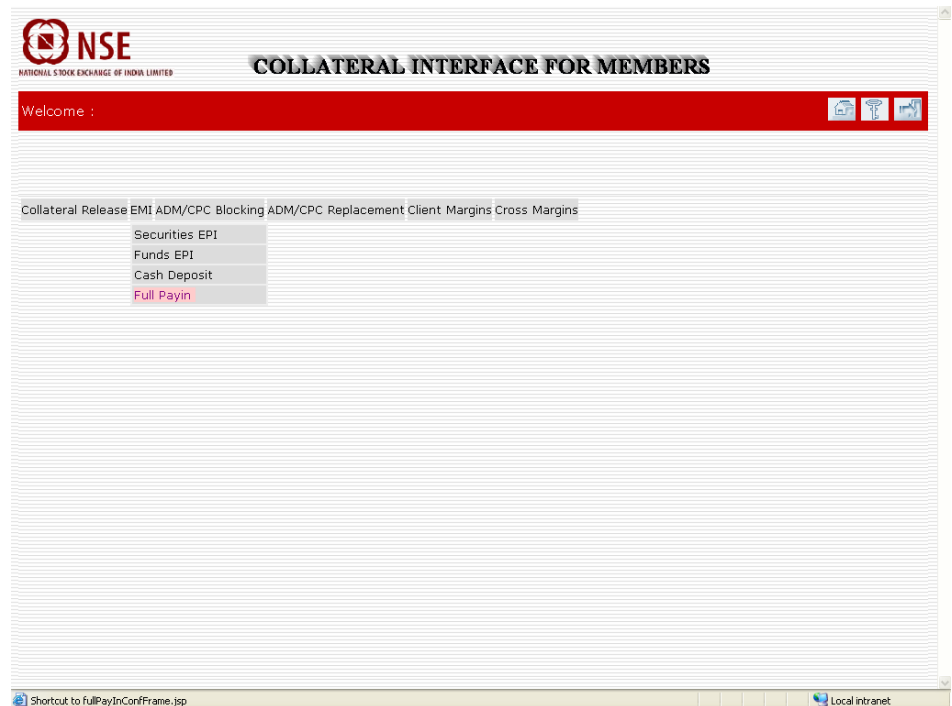 NSE
NATIONAL STOCK EXCHANGE OF INDIA LIMITED
COLLATERAL INTERFACE FOR MEMBERS
Welcome :
Collateral Release EMI ADM/CPC Blocking ADM/CPC Replacement Client Margins Cross Margins
Securities EPI
Funds EPI
Cash Deposit
Full Payin
Shortcut to fullPayInConfFrame.jsp
Local intranet